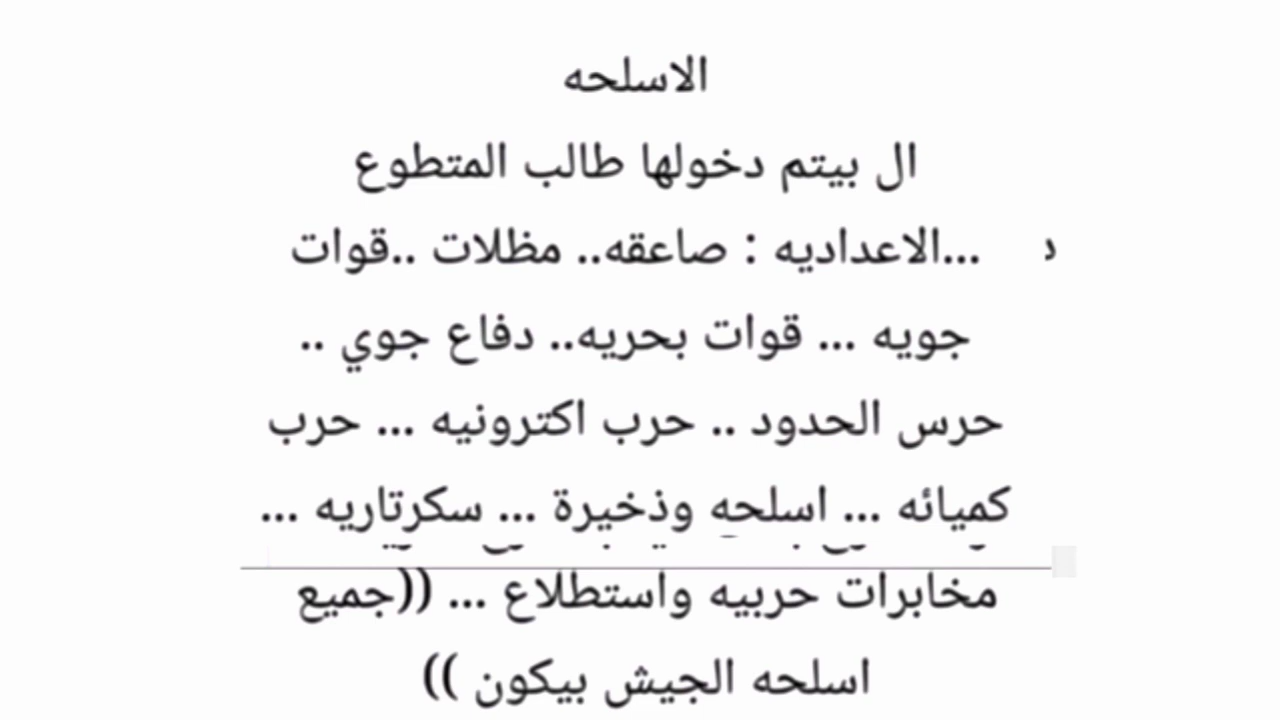 الاسلحه
ال بيتم دخولها طالب المتطوع
...الاعداديه : صاعقه.. مظلات ..قوات
جويه ... قوات بحريه.. دفاع جوي ..
حرس الحدود .. حرب اكترونيه ... حرب
كميائه ... اسلحه وذخيرة ... سكرتاريه ...
مخابرات حربيه واستطلاع ... ((جميع
اسلحه الجيش بيكون ))